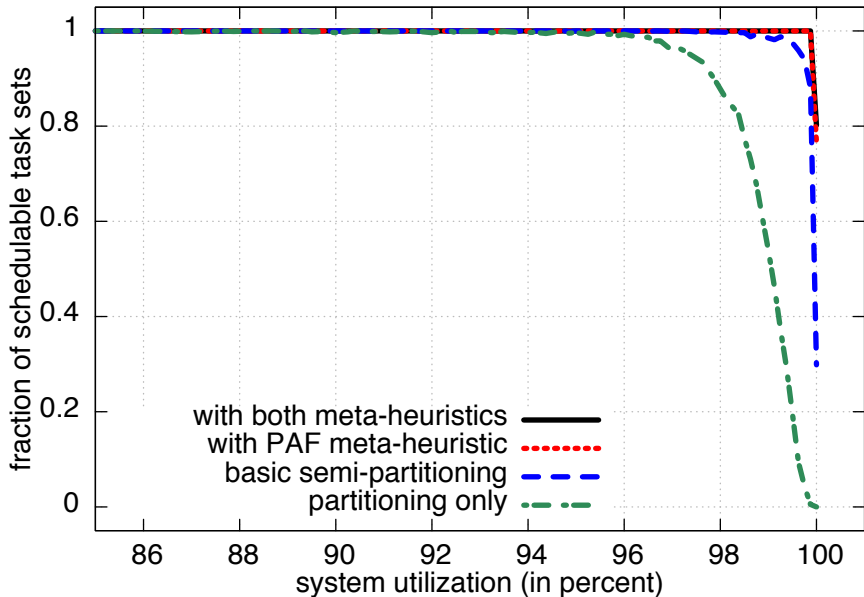 1
0.8
0.6
0.4
0.2
0
fraction of schedulable task sets
with both meta-heuristics
with PAF meta-heuristic
basic semi-partitioning
partitioning only
86 88 90 92 94 96 98 100
system utilization (in percent)